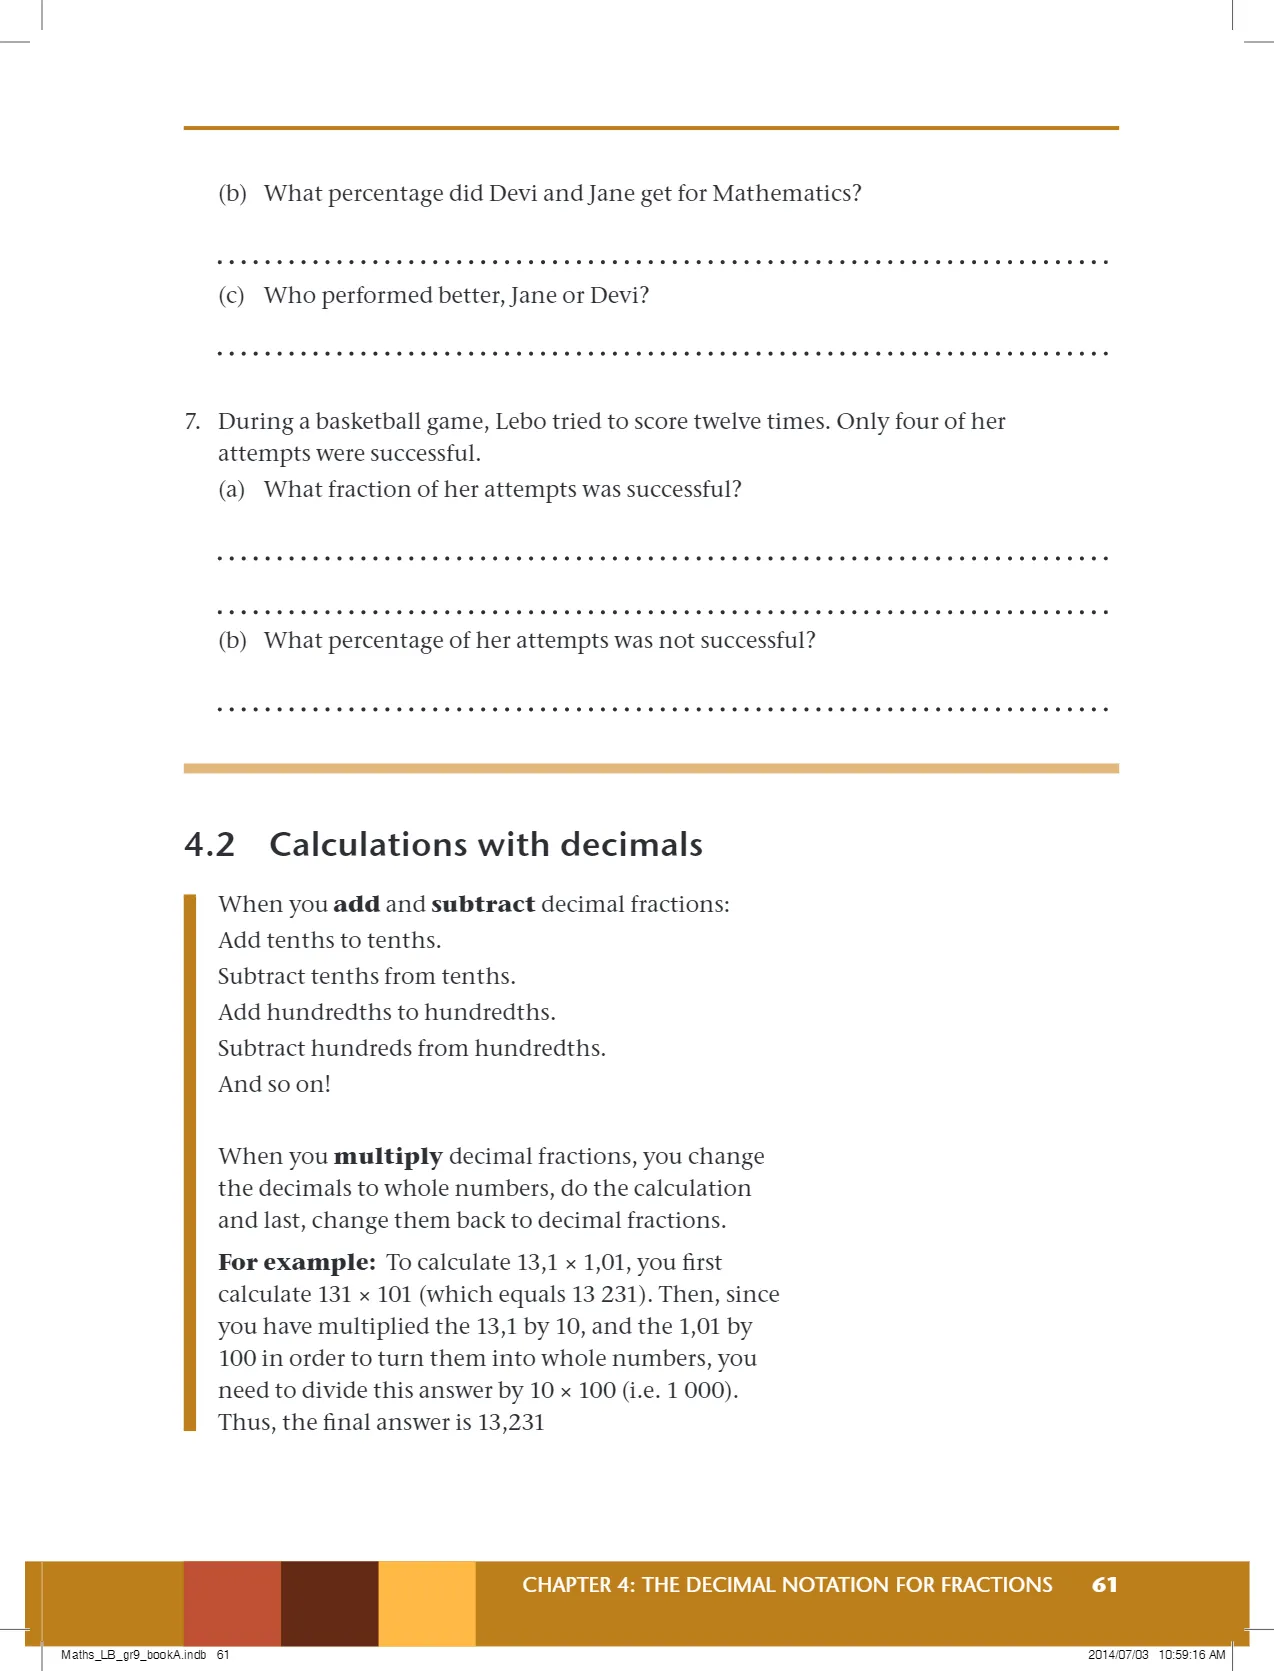 (b) What percentage did Devi and Jane get for Mathematics?
(c) Who performed better, Jane or Devi?
7. During a basketball game, Lebo tried to score twelve times. Only four of her
attempts were successful.
(a) What fraction of her attempts was successful?
(b) What percentage of her attempts was not successful?
4.2 Calculations with decimals
When you add and subtract decimal fractions:
Add tenths to tenths.
Subtract tenths from tenths.
Add hundredths to hundredths.
Subtract hundreds from hundredths.
And so on!
When you multiply decimal fractions, you change
the decimals to whole numbers, do the calculation
and last, change them back to decimal fractions.
For example: To calculate 13,1 × 1,01, you first
calculate 131 × 101 (which equals 13 231). Then, since
you have multiplied the 13,1 by 10, and the 1,01 by
100 in order to turn them into whole numbers, you
need to divide this answer by 10 × 100 (i.e. 1 000).
Thus, the final answer is 13,231
CHAPTER 4: THE DECIMAL NOTATION FOR FRACTIONS 61
Maths_LB_gr9_bookA.indb 61 2014/07/03 10:59:16 AM